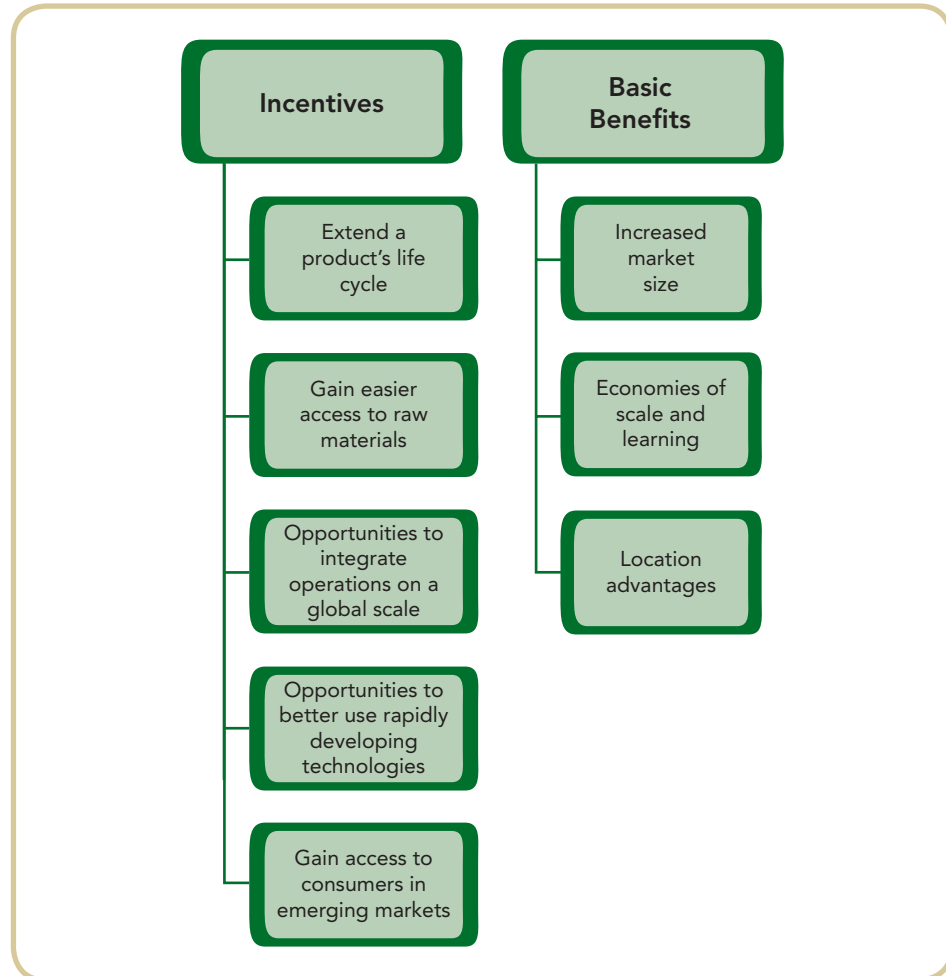 Incentives
Extend a
product’s life
cycle
Gain easier
access to raw
materials
Opportunities to
integrate
operations on a
global scale
Opportunities to
better use rapidly
developing
technologies
Gain access to
consumers in
emerging markets
Basic
Benefits
Increased
market
size
Economies of
scale and
learning
Location
advantages